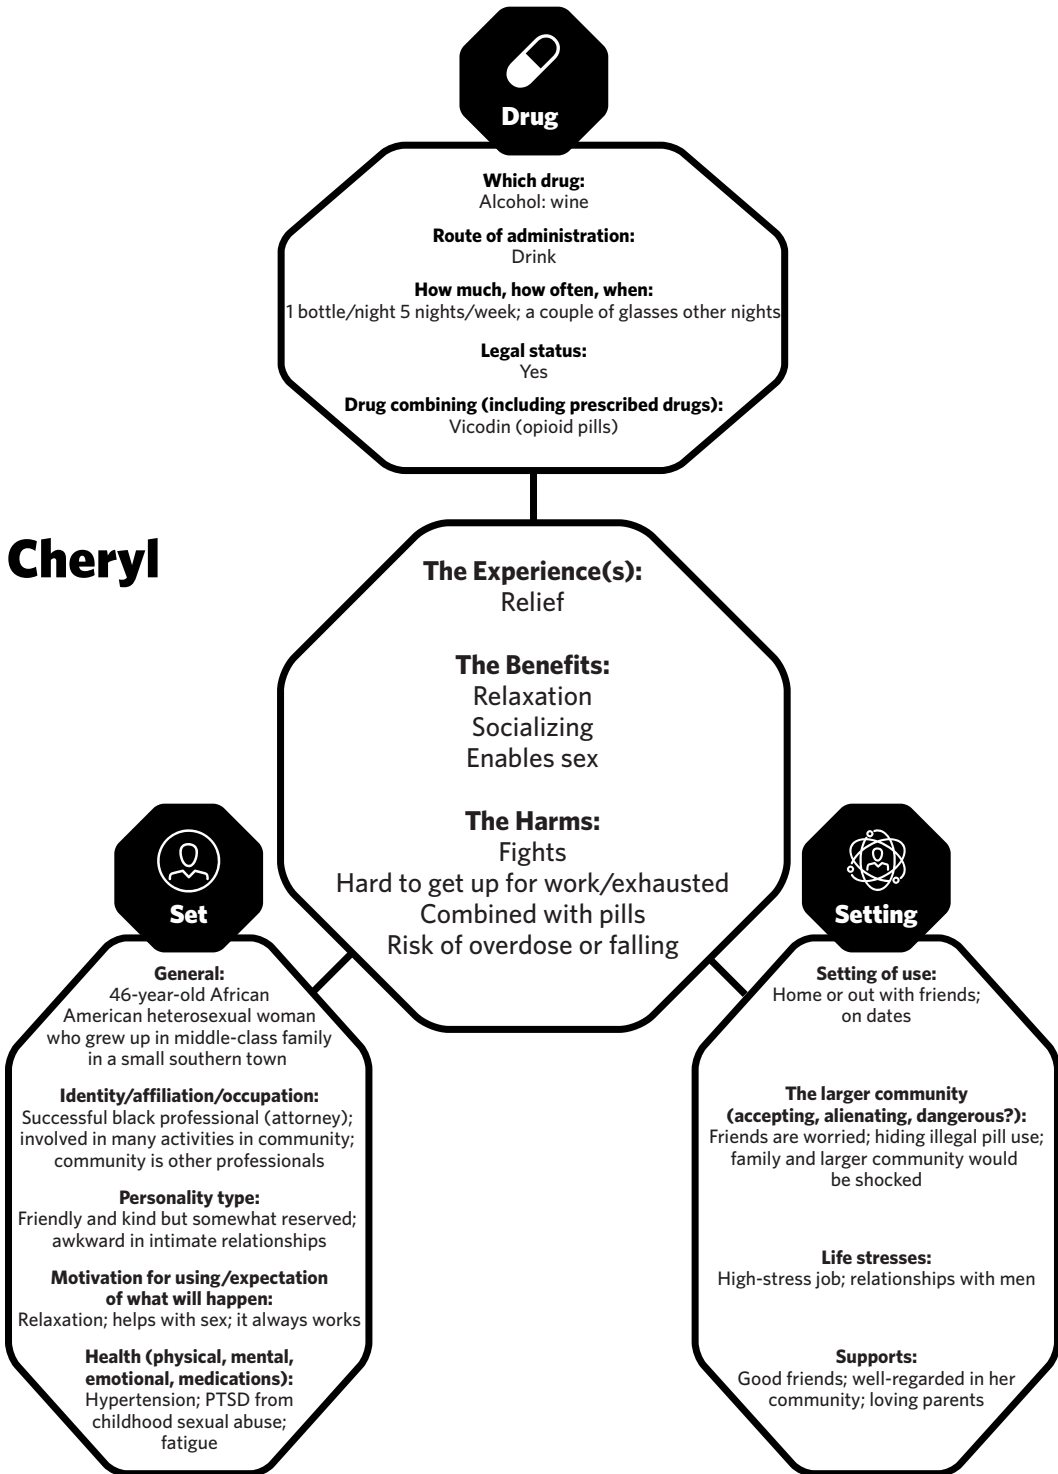 Drug
Which drug:
Alcohol: wine
Route of administration:
Drink
How much, how often, when:
1 bottle/night 5 nights/week; a couple of glasses other nights
Legal status:
Yes
Drug combining (including prescribed drugs):
Vicodin (opioid pills)
Cheryl
The Experience(s):
Relief
The Benefits:
Relaxation
Socializing
Enables sex
The Harms:
Fights
Hard to get up for work/exhausted
Combined with pills
Risk of overdose or falling
Set
General:
46-year-old African
American heterosexual woman
who grew up in middle-class family
in a small southern town
Identity/affiliation/occupation:
Successful black professional (attorney);
involved in many activities in community;
community is other professionals
Personality type:
Friendly and kind but somewhat reserved;
awkward in intimate relationships
Motivation for using/expectation
of what will happen:
Relaxation; helps with sex; it always works
Health (physical, mental,
emotional, medications):
Hypertension; PTSD from
childhood sexual abuse;
fatigue
Setting
Setting of use:
Home or out with friends;
on dates
The larger community
(accepting, alienating, dangerous?):
Friends are worried; hiding illegal pill use;
family and larger community would
be shocked
Life stresses:
High-stress job; relationships with men
Supports:
Good friends; well-regarded in her
community; loving parents